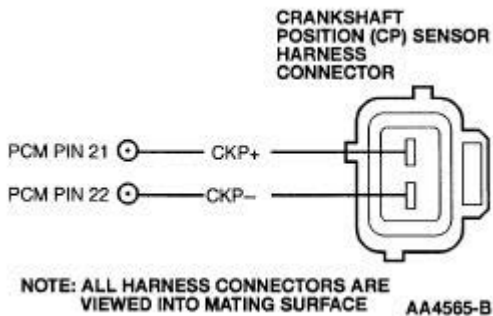 CRANKSHAFT
POSITION (CP) SENSOR
HARNESS
CONNECTOR
PCM PIN 21
CKP+
PCM PIN 22
CKP–
NOTE: ALL HARNESS CONNECTORS ARE
VIEWED INTO MATING SURFACE
AA4565-B